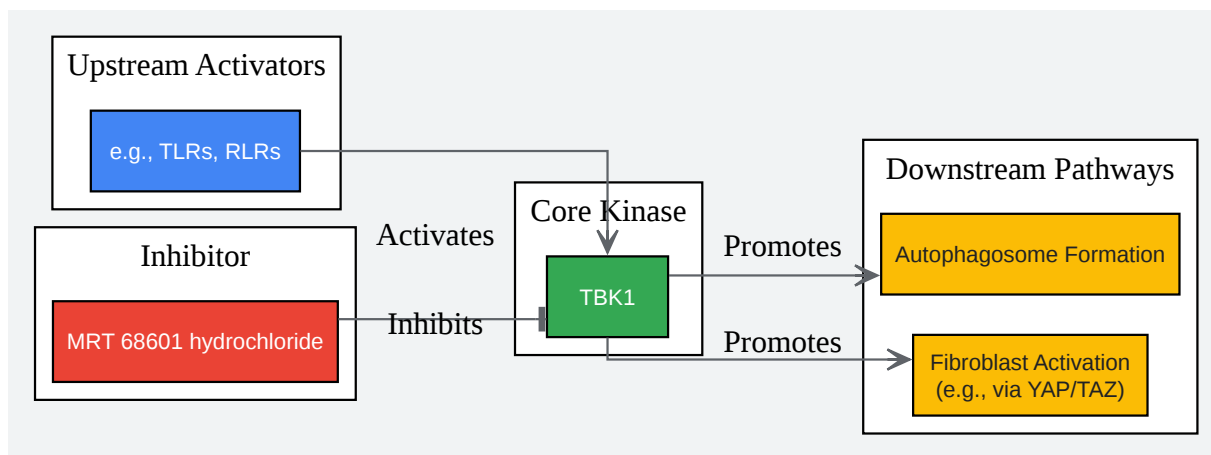 Upstream Activators
e.g., TLRs, RLRs
Inhibitor
MRT 68601 hydrochloride
Activates
Inhibits
Core Kinase
TBK1
Promotes
Promotes
Downstream Pathways
Autophagosome Formation
Fibroblast Activation
(e.g., via YAP/TAZ)